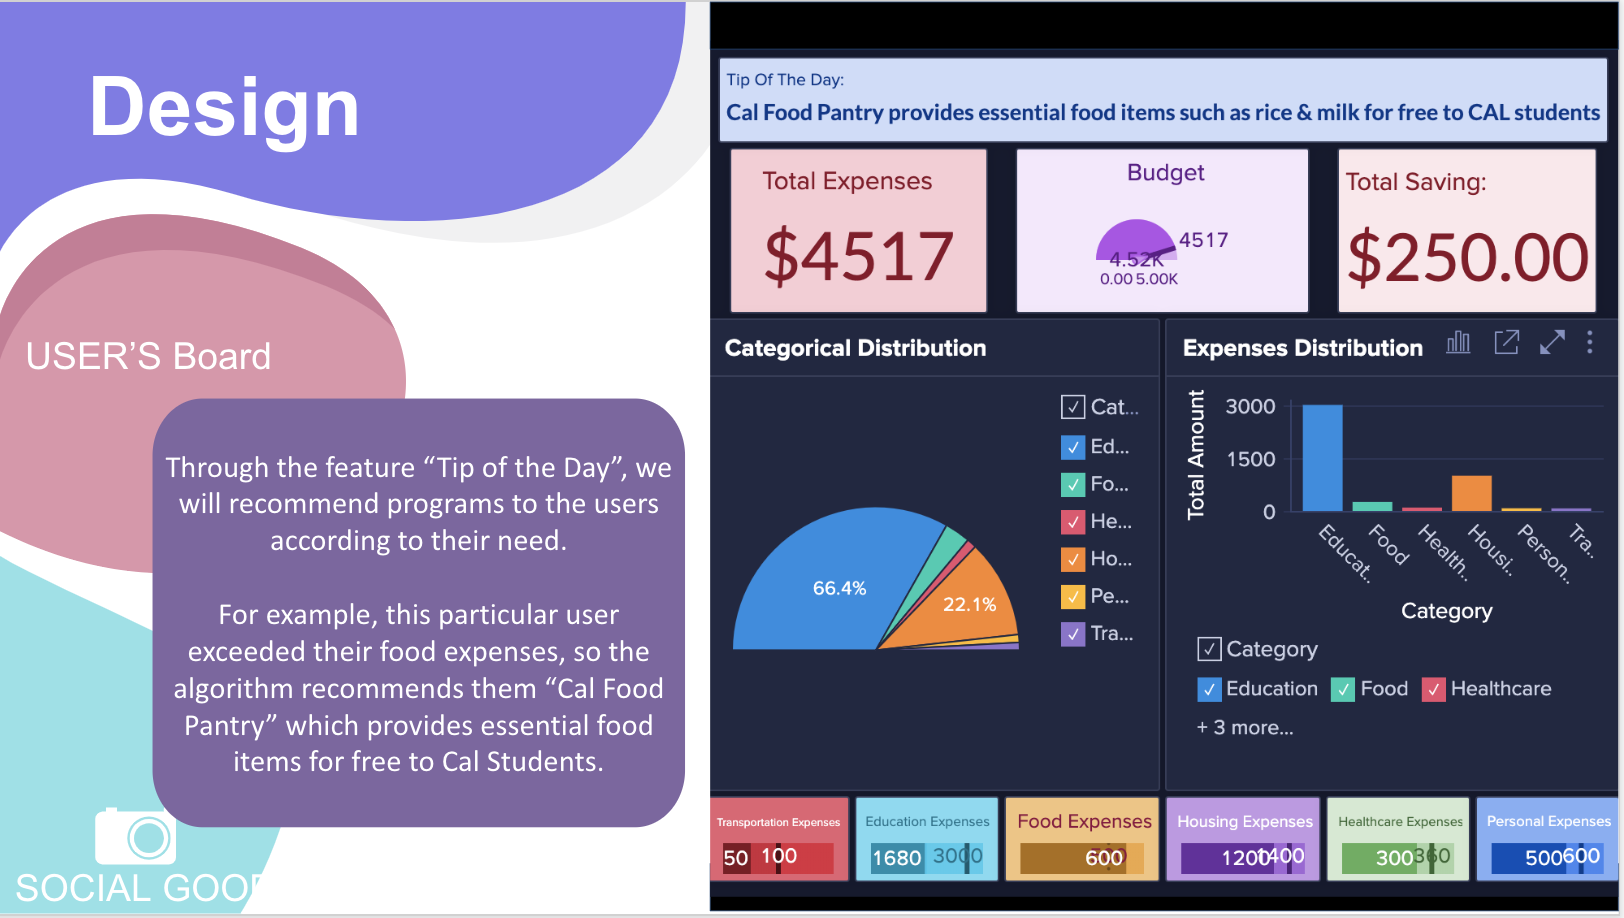 Design
USER'S Board
Through the feature “Tip of the Day”, we
will recommend programs to the users
according to their need.
For example, this particular user
exceeded their food expenses, so the
algorithm recommends them “Cal Food
Pantry” which provides essential food
items for free to Cal Students.
SOCIAL GOO
Tip Of The Day:
Cal Food Pantry provides essential food items such as rice & milk for free to CAL students
Total Expenses
$4517
Budget
4517
4.52K
0.00 5.00K
Total Saving:
$250.00
Categorical Distribution
Cat...
Ed...
Fo...
He...
Ho...
Pe...
Tra...
66.4%
22.1%
Expenses Distribution
Total Amount
3000
1500
0
Educat..
Food
Health..
Housi..
Person..
Tra..
Category
Category
Education Food Healthcare
+ 3 more...
Transportation Expenses
50 100
Education Expenses
1680 3000
Food Expenses
600
Housing Expenses
1200 1400
Healthcare Expenses
300 360
Personal Expenses
500 600